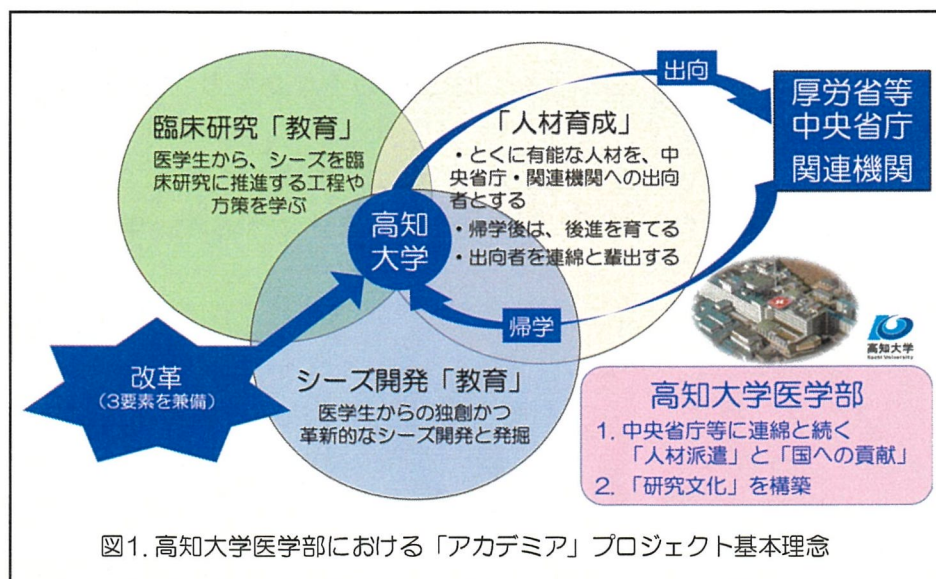 出向
厚労省等
中央省庁
関連機関
臨床研究「教育」
医学生から、シーズを臨
床研究に推進する工程や
方策を学ぶ
「人材育成」
・とくに有能な人材を、中
央省庁・関連機関への出向
者とする
・帰学後は、後進を育てる
・出向者を連綿と輩出する
高知
大学
帰学
高知大学
Kochi University
改革
(3要素を兼備)
シーズ開発「教育」
医学生からの独創かつ
革新的なシーズ開発と発掘
高知大学医学部
1. 中央省庁等に連綿と続く
「人材派遣」と「国への貢献」
2. 「研究文化」を構築
図1. 高知大学医学部における「アカデミア」プロジェクト基本理念